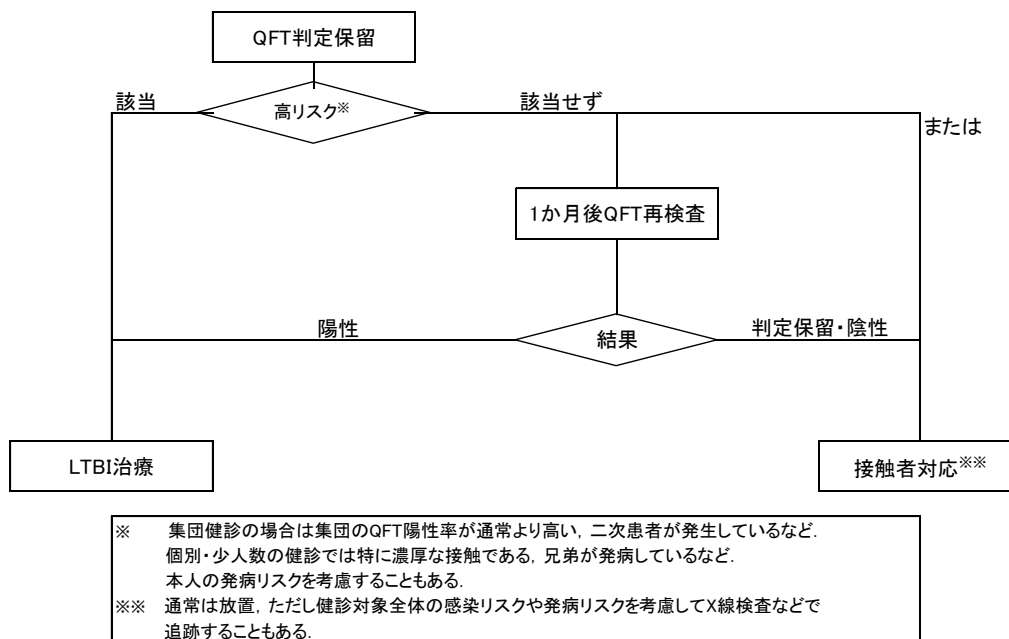 QFT判定保留
該当
高リスク※
該当せず
または
1か月後QFT再検査
陽性
結果
判定保留・陰性
LTBI治療
接触者対応※※
※ 集団健診の場合は集団のQFT陽性率が通常より高い，二次患者が発生しているなど．
個別・少人数の健診では特に濃厚な接触である，兄弟が発病しているなど．
本人の発病リスクを考慮することもある．
※※ 通常は放置，ただし健診対象全体の感染リスクや発病リスクを考慮してX線検査などで
追跡することもある．